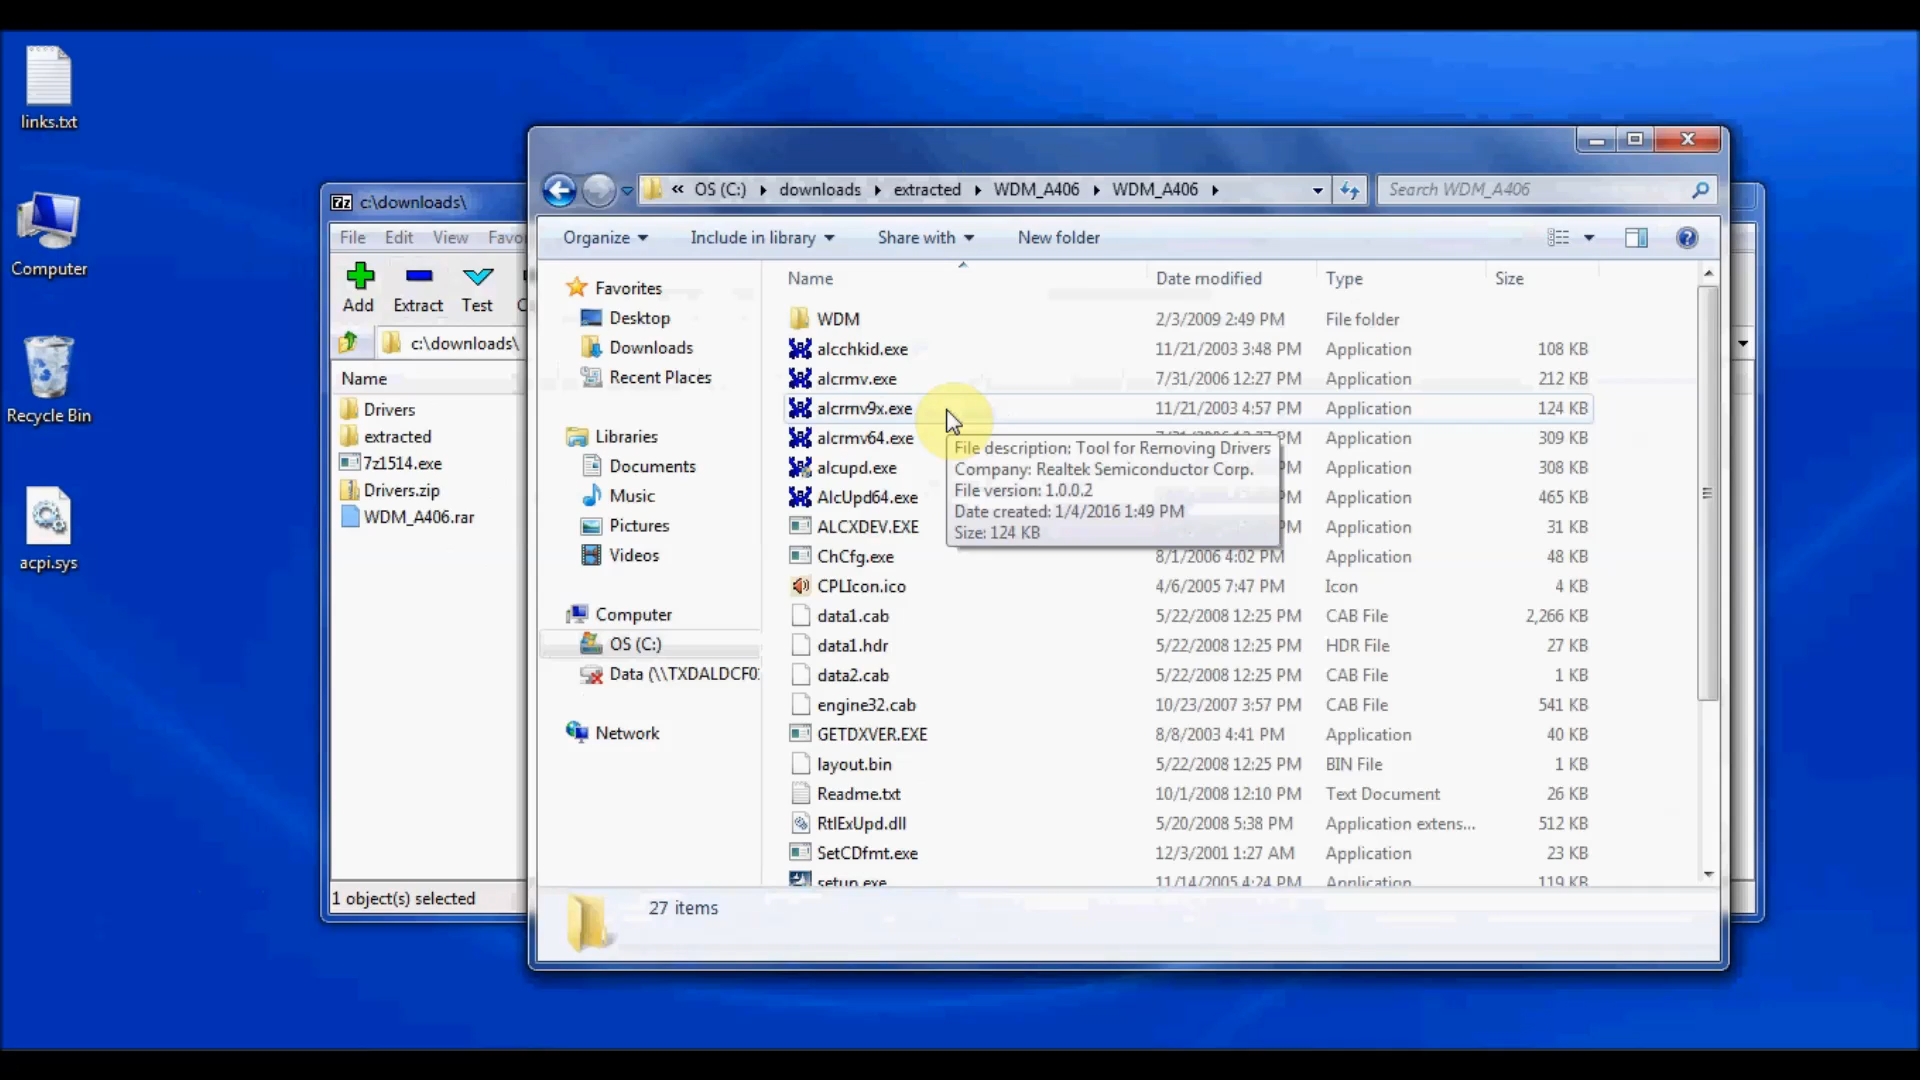 links.txt
Computer
Recycle Bin
acpi.sys
7z c:\downloads\
File Edit View
Add Extract Test
c:\downloads\
Name
Drivers
extracted
7z1514.exe
Drivers.zip
WDM_A406.rar
1 object(s) selected
« OS (C:) downloads extracted WDM_A406 WDM_A406
Search WDM_A406
Organize Include in library Share with New folder
Favorites
Desktop
Downloads
Recent Places
Libraries
Documents
Music
Pictures
Videos
Computer
OS (C:)
Data (\\TXDALDCF0
Network
Name Date modified Type Size
WDM 2/3/2009 2:49 PM File folder
alcchkid.exe 11/21/2003 3:48 PM Application 108 KB
alcrmv.exe 7/31/2006 12:27 PM Application 212 KB
alcrmv9x.exe 11/21/2003 4:57 PM Application 124 KB
alcrmv64.exe Application 309 KB
alcupd.exe Application 308 KB
AlcUpd64.exe Application 465 KB
ALCXDEV.EXE Application 31 KB
ChCfg.exe 8/1/2006 4:02 PM Application 48 KB
CPLIcon.ico 4/6/2005 7:47 PM Icon 4 KB
data1.cab 5/22/2008 12:25 PM CAB File 2,266 KB
data1.hdr 5/22/2008 12:25 PM HDR File 27 KB
data2.cab 5/22/2008 12:25 PM CAB File 1 KB
engine32.cab 10/23/2007 3:57 PM CAB File 541 KB
GETDXVER.EXE 8/8/2003 4:41 PM Application 40 KB
layout.bin 5/22/2008 12:25 PM BIN File 1 KB
Readme.txt 10/1/2008 12:10 PM Text Document 26 KB
RtlExUpd.dll 5/20/2008 5:38 PM Application extens... 512 KB
SetCDfmt.exe 12/3/2001 1:27 AM Application 23 KB
setup.exe 11/14/2005 4:24 PM Application 119 KB
File description: Tool for Removing Drivers
Company: Realtek Semiconductor Corp.
File version: 1.0.0.2
Date created: 1/4/2016 1:49 PM
Size: 124 KB
27 items